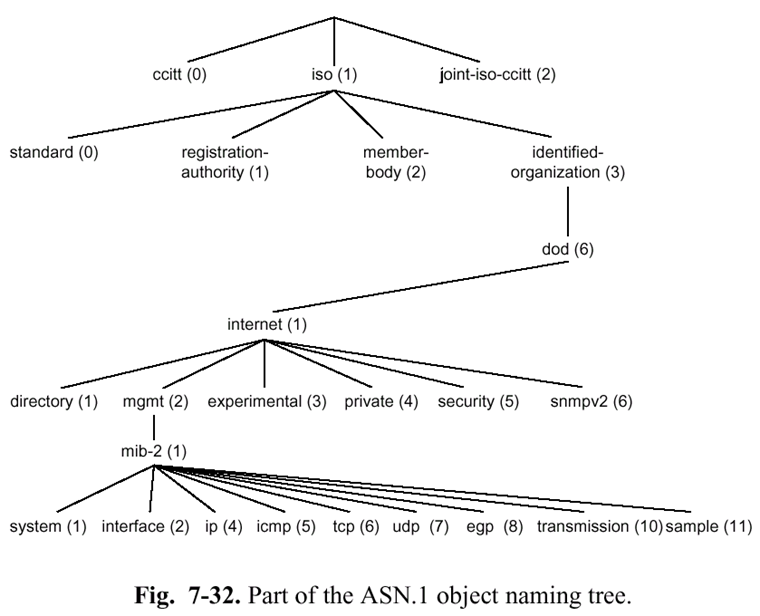 ccitt (0) iso (1) joint-iso-ccitt (2)
standard (0) registration- member- identified-
authority (1) body (2) organization (3)
dod (6)
internet (1)
directory (1) mgmt (2) experimental (3) private (4) security (5) snmpv2 (6)
mib-2 (1)
system (1) interface (2) ip (4) icmp (5) tcp (6) udp (7) egp (8) transmission (10) sample (11)
Fig. 7-32. Part of the ASN.1 object naming tree.